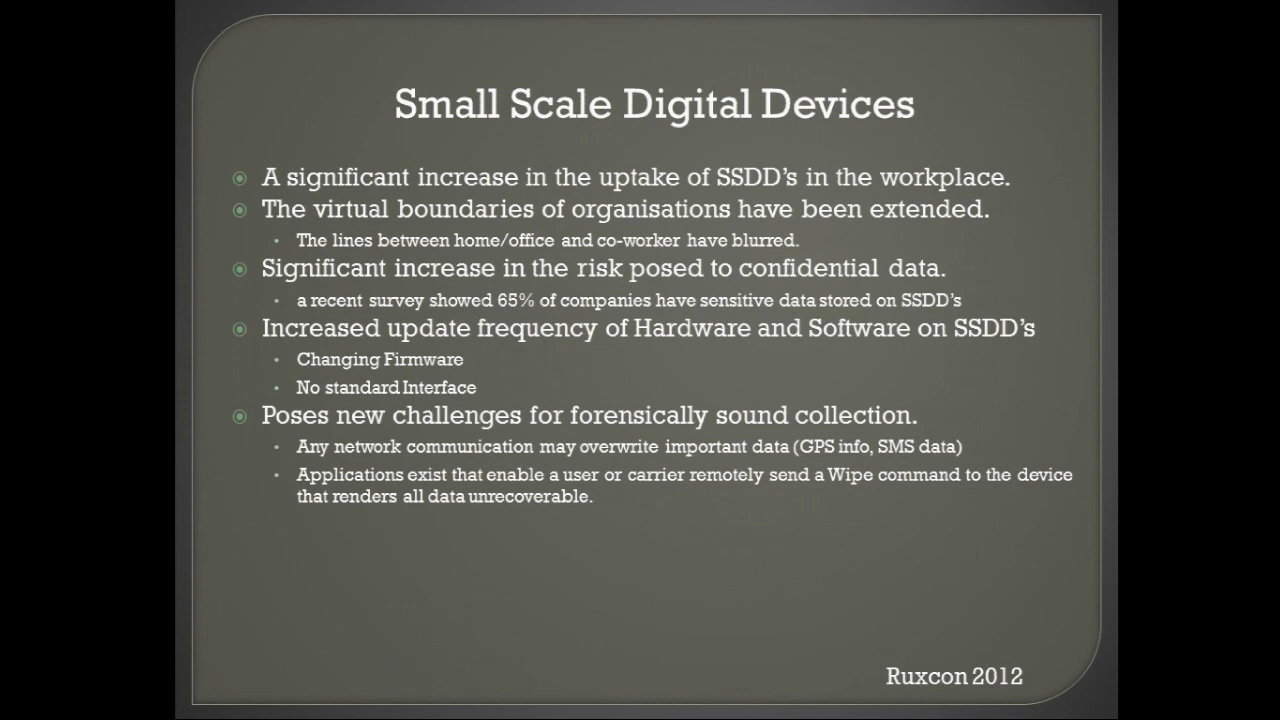 Small Scale Digital Devices
A significant increase in the uptake of SSDD's in the workplace.
The virtual boundaries of organisations have been extended.
The lines between home/office and co-worker have blurred.
Significant increase in the risk posed to confidential data.
a recent survey showed 65% of companies have sensitive data stored on SSDD's
Increased update frequency of Hardware and Software on SSDD's
Changing Firmware
No standard Interface
Poses new challenges for forensically sound collection.
Any network communication may overwrite important data (GPS info, SMS data)
Applications exist that enable a user or carrier remotely send a Wipe command to the device
that renders all data unrecoverable.
Ruxcon 2012